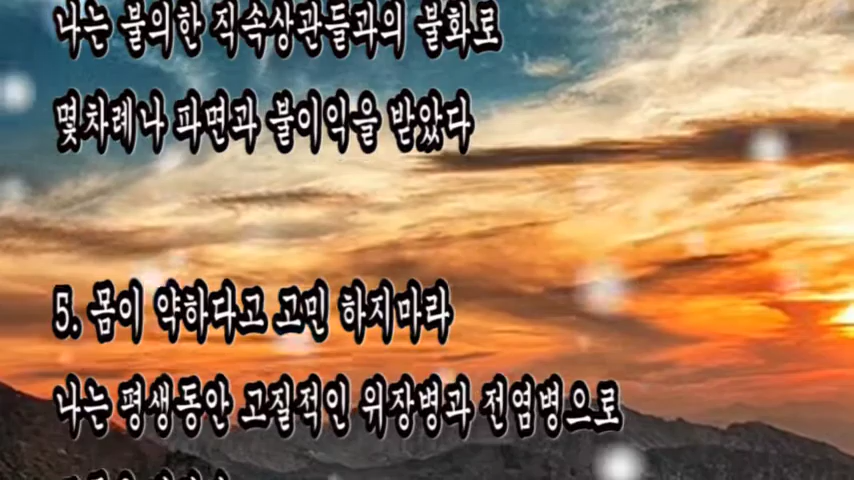 나는 불의한 직속상관들과의 불화로
몇차례나 파면과 불이익을 받았다
5. 몸이 약하다고 고민 하지마라
나는 평생동안 고질적인 위장병과 전염병으로